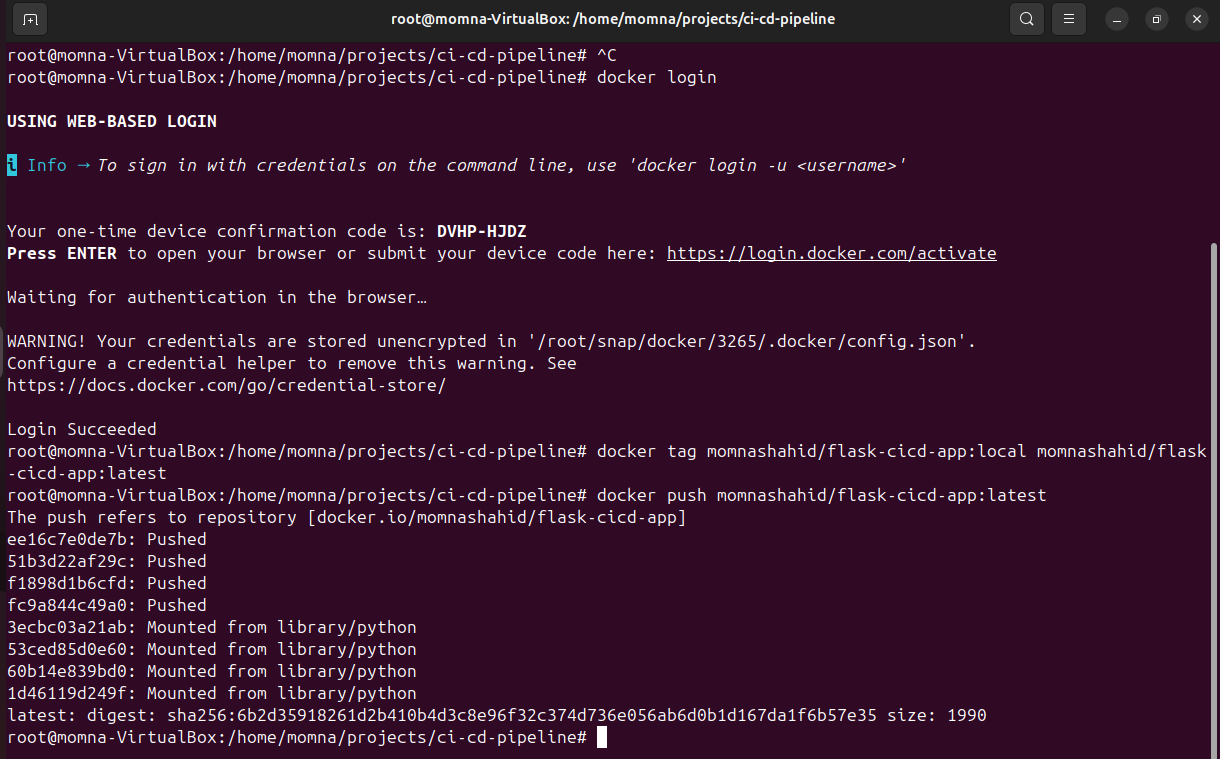 root@momna-VirtualBox: /home/momna/projects/ci-cd-pipeline
root@momna-VirtualBox:/home/momna/projects/ci-cd-pipeline# ^C
root@momna-VirtualBox:/home/momna/projects/ci-cd-pipeline# docker login
USING WEB-BASED LOGIN
i Info → To sign in with credentials on the command line, use 'docker login -u <username>'
Your one-time device confirmation code is: DVHP-HJDZ
Press ENTER to open your browser or submit your device code here: https://login.docker.com/activate
Waiting for authentication in the browser…
WARNING! Your credentials are stored unencrypted in '/root/snap/docker/3265/.docker/config.json'.
Configure a credential helper to remove this warning. See
https://docs.docker.com/go/credential-store/
Login Succeeded
root@momna-VirtualBox:/home/momna/projects/ci-cd-pipeline# docker tag momnashahid/flask-cicd-app:local momnashahid/flask
-cicd-app:latest
root@momna-VirtualBox:/home/momna/projects/ci-cd-pipeline# docker push momnashahid/flask-cicd-app:latest
The push refers to repository [docker.io/momnashahid/flask-cicd-app]
ee16c7e0de7b: Pushed
51b3d22af29c: Pushed
f1898d1b6cfd: Pushed
fc9a844c49a0: Pushed
3ecbc03a21ab: Mounted from library/python
53ced85d0e60: Mounted from library/python
60b14e839bd0: Mounted from library/python
1d46119d249f: Mounted from library/python
latest: digest: sha256:6b2d35918261d2b410b4d3c8e96f32c374d736e056ab6d0b1d167da1f6b57e35 size: 1990
root@momna-VirtualBox:/home/momna/projects/ci-cd-pipeline#